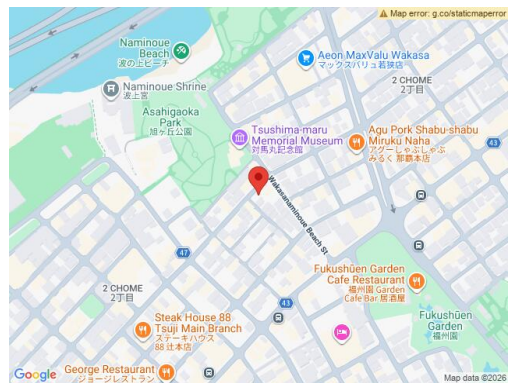 Map error: g.co/staticmaperror
Naminoue
Beach
波の上ビーチ
Aeon MaxValu Wakasa
マックスバリュ若狭店
Naminoue Shrine
波上宮
2 CHOME
2丁目
Asahigaoka
Park
旭ヶ丘公園
Tsushima-maru
Memorial Museum
対馬丸記念館
Agu Pork Shabu-shabu
Miruku Naha
アグーしゃぶしゃぶ
みるく 那覇本店
43
Wakasanaminoue Beach St
47
Fukushūen Garden
Cafe Restaurant
福州園 Garden
Cafe Bar 居酒屋
2 CHOME
2丁目
43
Steak House 88
Tsuji Main Branch
ステーキハウス
88 辻本店
Fukushūen
Garden
福州園
George Restaurant
ジョージレストラン
Google
Map data ©2026